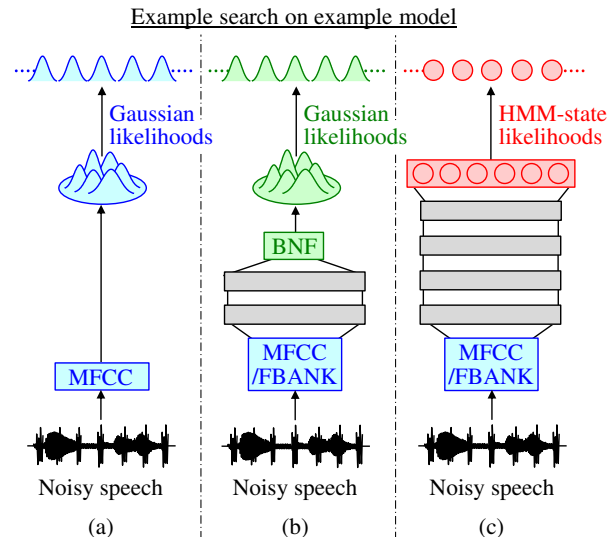 Example search on example model
Gaussian
likelihoods
MFCC
Noisy speech
(a)
Gaussian
likelihoods
BNF
MFCC
/FBANK
Noisy speech
(b)
HMM-state
likelihoods
MFCC
/FBANK
Noisy speech
(c)